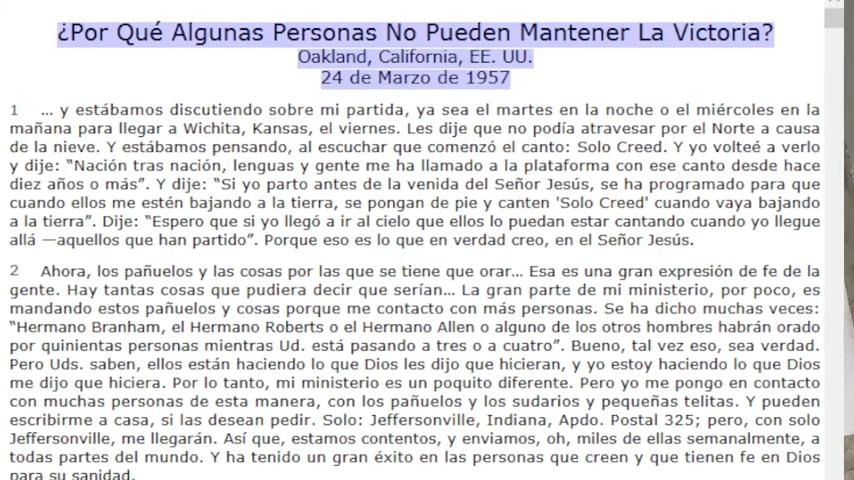 ¿Por Qué Algunas Personas No Pueden Mantener La Victoria?
Oakland, California, EE. UU.
24 de Marzo de 1957
1 ... y estábamos discutiendo sobre mi partida, ya sea el martes en la noche o el miércoles en la
mañana para llegar a Wichita, Kansas, el viernes. Les dije que no podía atravesar por el Norte a causa
de la nieve. Y estábamos pensando, al escuchar que comenzó el canto: Solo Creed. Y yo volteé a verlo
y dije: “Nación tras nación, lenguas y gente me ha llamado a la plataforma con ese canto desde hace
diez años o más”. Y dije: “Si yo parto antes de la venida del Señor Jesús, se ha programado para que
cuando ellos me estén bajando a la tierra, se pongan de pie y canten 'Solo Creed' cuando vaya bajando
a la tierra”. Dije: “Espero que si yo llegó a ir al cielo que ellos lo puedan estar cantando cuando yo llegue
allá —aquellos que han partido”. Porque eso es lo que en verdad creo, en el Señor Jesús.
2 Ahora, los pañuelos y las cosas por las que se tiene que orar... Esa es una gran expresión de fe de la
gente. Hay tantas cosas que pudiera decir que serían... La gran parte de mi ministerio, por poco, es
mandando estos pañuelos y cosas porque me contacto con más personas. Se ha dicho muchas veces:
“Hermano Branham, el Hermano Roberts o el Hermano Allen o alguno de los otros hombres habrán orado
por quinientas personas mientras Ud. está pasando a tres o a cuatro”. Bueno, tal vez eso, sea verdad.
Pero Uds. saben, ellos están haciendo lo que Dios les dijo que hicieran, y yo estoy haciendo lo que Dios
me dijo que hiciera. Por lo tanto, mi ministerio es un poquito diferente. Pero yo me pongo en contacto
con muchas personas de esta manera, con los pañuelos y los sudarios y pequeñas telitas. Y pueden
escribirme a casa, si las desean pedir. Solo: Jeffersonville, Indiana, Apdo. Postal 325; pero, con solo
Jeffersonville, me llegarán. Así que, estamos contentos, y enviamos, oh, miles de ellas semanalmente, a
todas partes del mundo. Y ha tenido un gran éxito en las personas que creen y que tienen fe en Dios
para su sanidad.